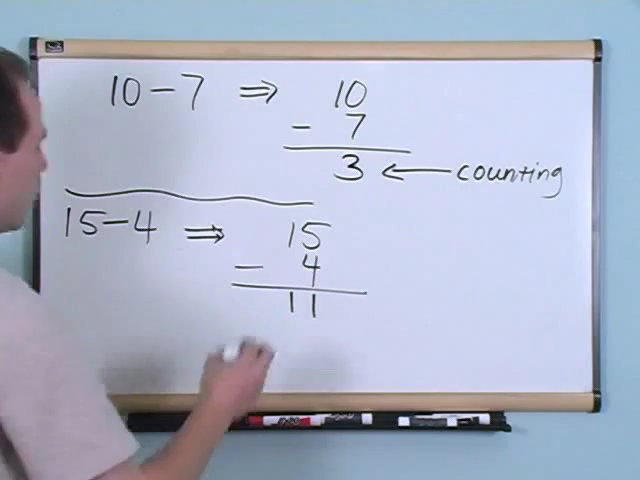 10 - 7 ⇒ 10
- 7
3 ← counting
15 - 4 ⇒ 15
- 4
11